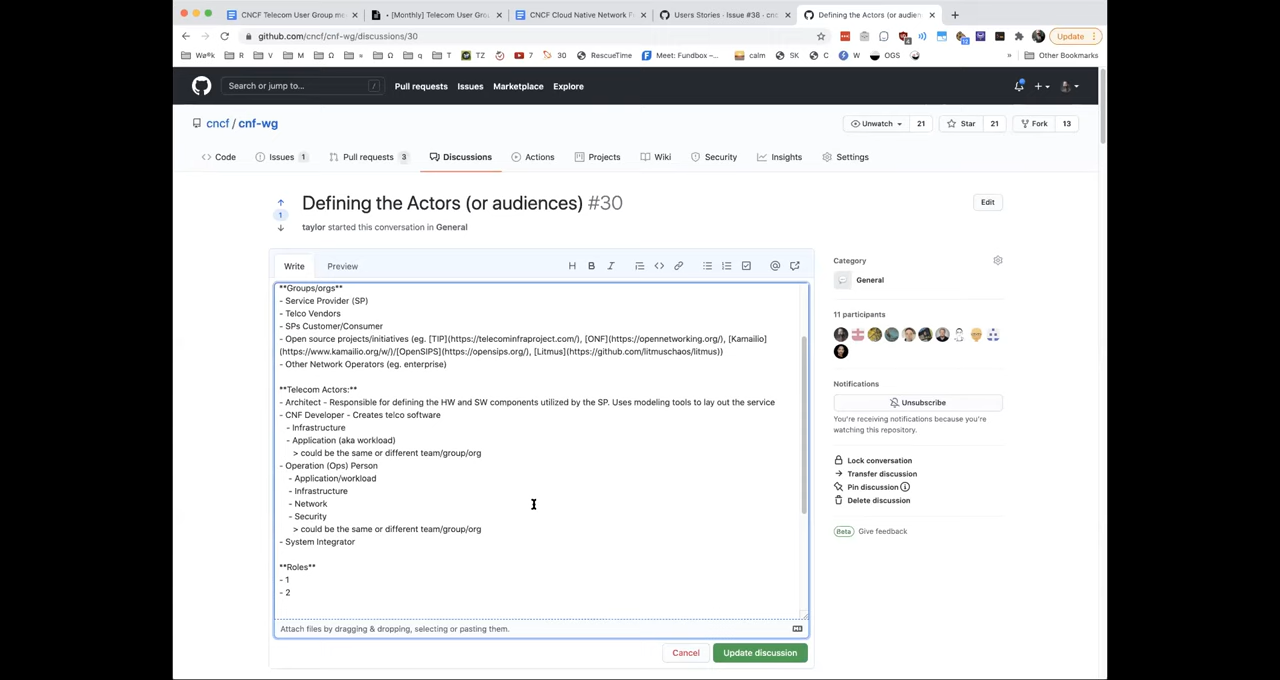 CNCF Telecom User Group me
• [Monthly] Telecom User Gro
CNCF Cloud Native Network F
Users Stories · Issue #38 · cnc
Defining the Actors (or audien
github.com/cncf/cnf-wg/discussions/30
Update
R
V
M
Ω
»
Ω
q
T
TZ
7
30
RescueTime
Meet: Fundbox –...
calm
SK
C
W
OGS
»
Other Bookmarks
Search or jump to...
/
Pull requests
Issues
Marketplace
Explore
cncf / cnf-wg
Unwatch
21
Star
21
Fork
13
Code
Issues 1
Pull requests 3
Discussions
Actions
Projects
Wiki
Security
Insights
Settings
1
Defining the Actors (or audiences) #30
Edit
taylor started this conversation in General
Write
Preview
**Groups/orgs**
- Service Provider (SP)
- Telco Vendors
- SPs Customer/Consumer
- Open source projects/initiatives (eg. [TIP](https://telecominfraproject.com/), [ONF](https://opennetworking.org/), [Kamailio]
(https://www.kamailio.org/w/)/[OpenSIPS](https://opensips.org/), [Litmus](https://github.com/litmuschaos/litmus))
- Other Network Operators (eg. enterprise)
**Telecom Actors:**
- Architect - Responsible for defining the HW and SW components utilized by the SP. Uses modeling tools to lay out the service
- CNF Developer - Creates telco software
- Infrastructure
- Application (aka workload)
> could be the same or different team/group/org
- Operation (Ops) Person
- Application/workload
- Infrastructure
- Network
- Security
> could be the same or different team/group/org
- System Integrator
**Roles**
- 1
- 2
Attach files by dragging & dropping, selecting or pasting them.
Cancel
Update discussion
Category
General
11 participants
Notifications
Unsubscribe
You're receiving notifications because you're
watching this repository.
Lock conversation
Transfer discussion
Pin discussion
Delete discussion
Beta Give feedback